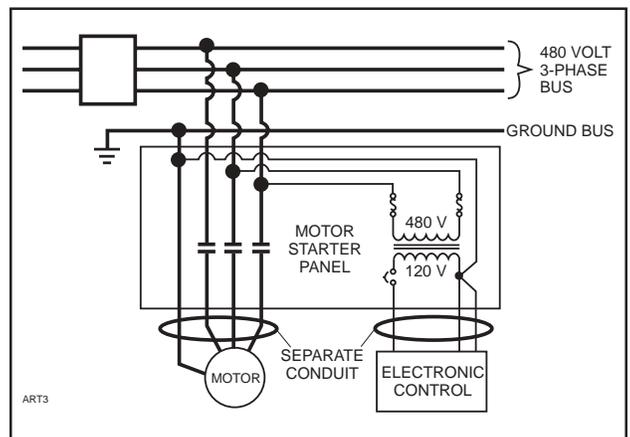 480 VOLT
3-PHASE
BUS
GROUND BUS
MOTOR
STARTER
PANEL
480 V
120 V
SEPARATE
CONDUIT
MOTOR
ELECTRONIC
CONTROL
ART3